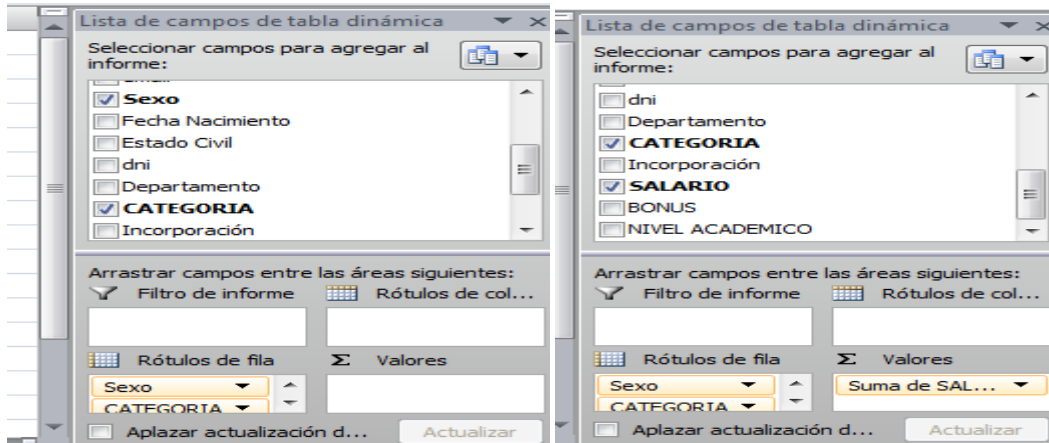 Lista de campos de tabla dinámica
Seleccionar campos para agregar al
informe:
Sexo
Fecha Nacimiento
Estado Civil
dni
Departamento
CATEGORIA
Incorporación
Arrastrar campos entre las áreas siguientes:
Filtro de informe Rótulos de col...
Rótulos de fila Σ Valores
Sexo
CATEGORIA
Aplazar actualización d... Actualizar
Lista de campos de tabla dinámica
Seleccionar campos para agregar al
informe:
dni
Departamento
CATEGORIA
Incorporación
SALARIO
BONUS
NIVEL ACADEMICO
Arrastrar campos entre las áreas siguientes:
Filtro de informe Rótulos de col...
Rótulos de fila Σ Valores
Sexo Suma de SAL...
CATEGORIA
Aplazar actualización d... Actualizar